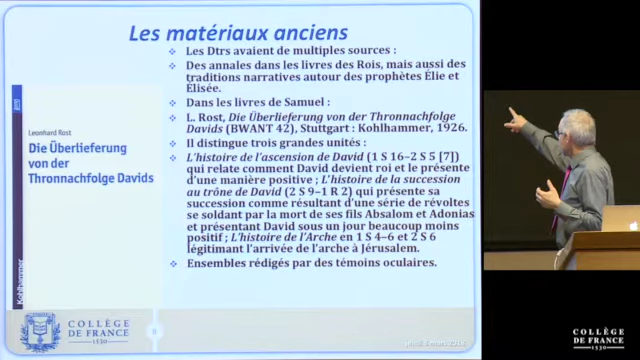 Les matériaux anciens
Les Dtrs avaient de multiples sources :
Des annales dans les livres des Rois, mais aussi des
traditions narratives autour des prophètes Élie et
Élisée.
Dans les livres de Samuel :
L. Rost, Die Überlieferung von der Thronnachfolge
Davids (BWANT 42), Stuttgart : Kohlhammer, 1926.
Il distingue trois grandes unités :
L'histoire de l'ascension de David (1 S 16–2 S 5 [7])
qui relate comment David devient roi et le présente
d'une manière positive ; L'histoire de la succession
au trône de David (2 S 9–1 R 2) qui présente sa
succession comme résultant d'une série de révoltes
se soldant par la mort de ses fils Absalom et Adonias
et présentant David sous un jour beaucoup moins
positif ; L'histoire de l'Arche en 1 S 4–6 et 2 S 6
légitimant l'arrivée de l'arche à Jérusalem.
Ensembles rédigés par des témoins oculaires.
Leonhard Rost
Die Überlieferung
von der
Thronnachfolge Davids
Kohlhammer
COLLÈGE
DE FRANCE
1530
COLLÈGE
DE FRANCE
1530